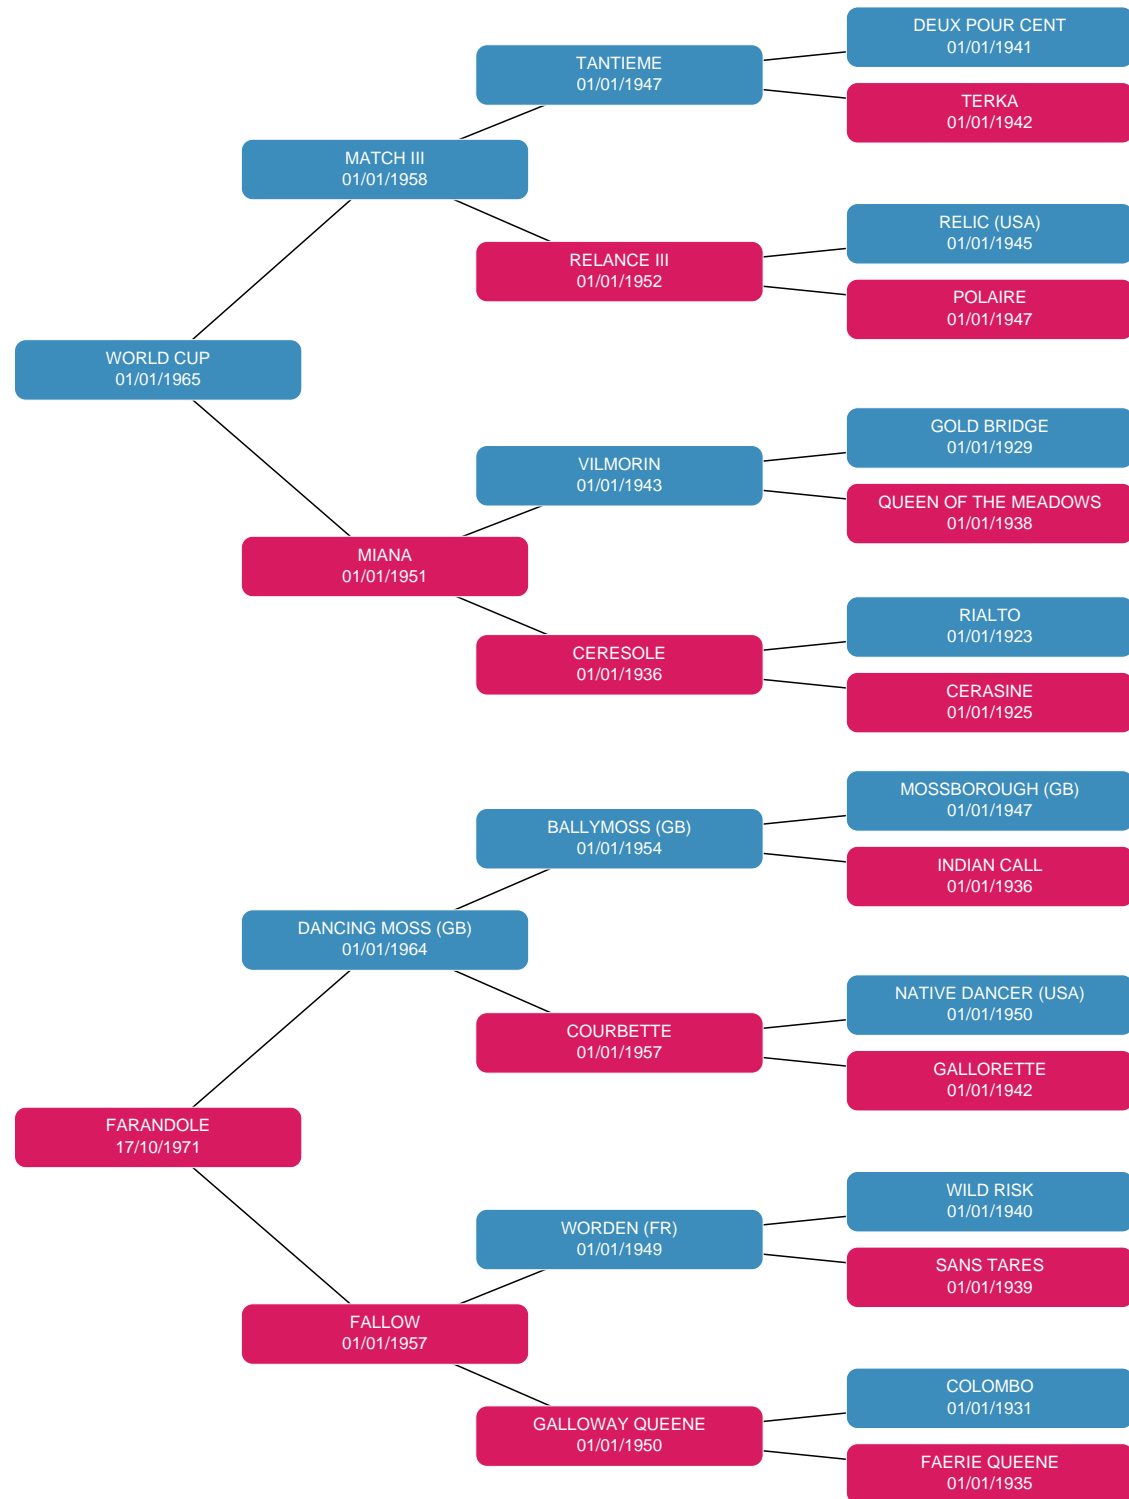 DEUX POUR CENT
01/01/1941
TANTIEME
01/01/1947
TERKA
01/01/1942
MATCH III
01/01/1958
RELIC (USA)
01/01/1945
RELANCE III
01/01/1952
POLAIRE
01/01/1947
WORLD CUP
01/01/1965
GOLD BRIDGE
01/01/1929
VILMORIN
01/01/1943
QUEEN OF THE MEADOWS
01/01/1938
MIANA
01/01/1951
RIALTO
01/01/1923
CERESOLE
01/01/1936
CERASINE
01/01/1925
MOSSBOROUGH (GB)
01/01/1947
BALLYMOSS (GB)
01/01/1954
INDIAN CALL
01/01/1936
DANCING MOSS (GB)
01/01/1964
NATIVE DANCER (USA)
01/01/1950
COURBETTE
01/01/1957
GALLORETTE
01/01/1942
FARANDOLE
17/10/1971
WILD RISK
01/01/1940
WORDEN (FR)
01/01/1949
SANS TARES
01/01/1939
FALLOW
01/01/1957
COLOMBO
01/01/1931
GALLOWAY QUEENE
01/01/1950
FAERIE QUEENE
01/01/1935